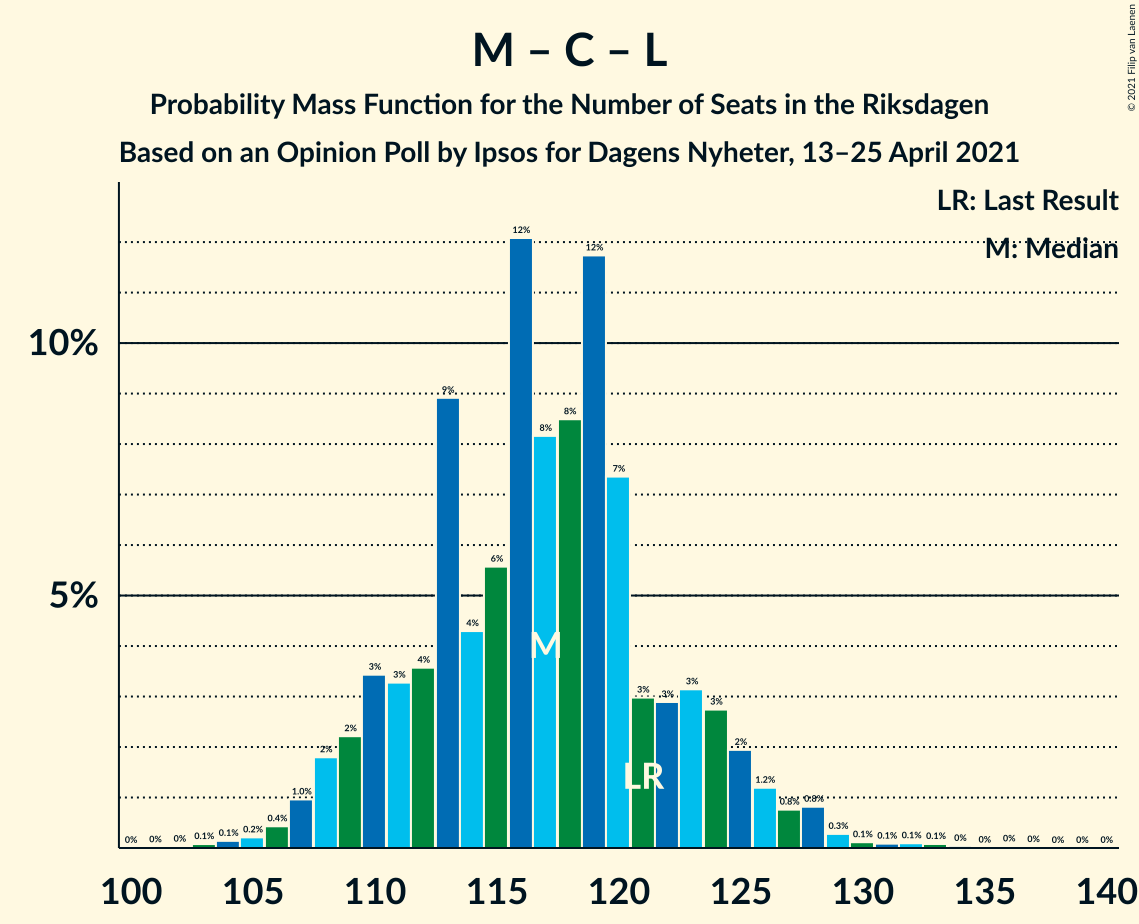 M – C – L
Probability Mass Function for the Number of Seats in the Riksdagen
Based on an Opinion Poll by Ipsos for Dagens Nyheter, 13–25 April 2021
© 2021 Filip van Laenen
LR: Last Result
M: Median
10%
5%
0% 0% 0% 0.1% 0.1% 0.2% 0.4% 1.0% 2% 2% 3% 3% 4% 9% 4% 6% 12% 8% 8% 12% 7% 3% 3% 3% 3% 2% 1.2% 0.8% 0.8% 0.3% 0.1% 0.1% 0.1% 0.1% 0% 0% 0% 0% 0% 0% 0%
M
LR
100 105 110 115 120 125 130 135 140